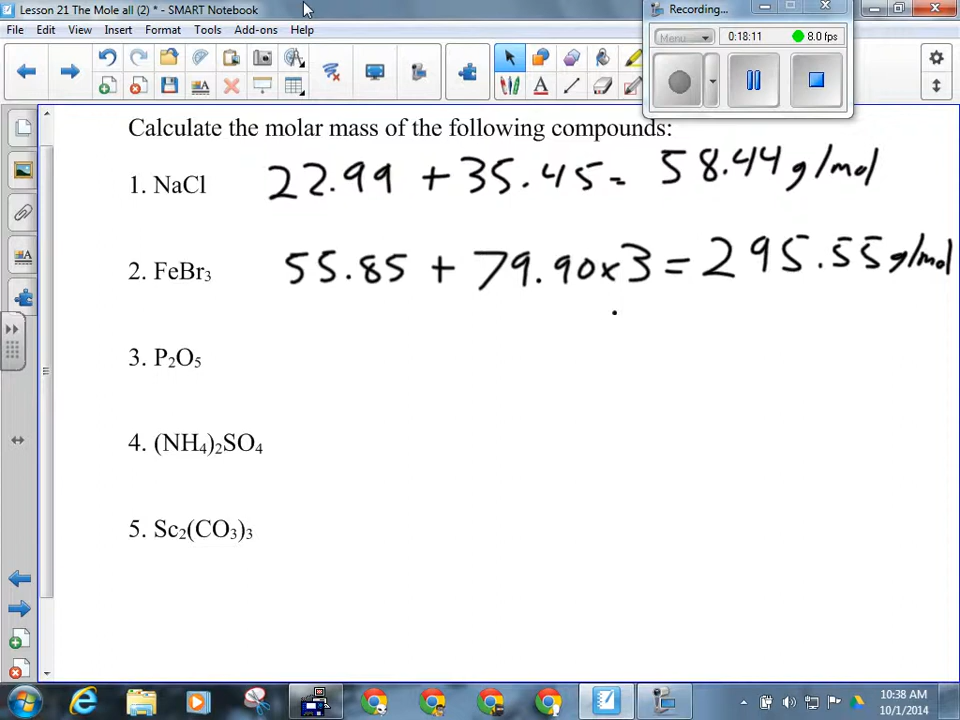 Lesson 21 The Mole all (2) * - SMART Notebook
Recording...
File Edit View Insert Format Tools Add-ons Help
Menu 0:18:11 8.0 fps
Calculate the molar mass of the following compounds:
1. NaCl 22.99 + 35.45 = 58.44 g/mol
2. FeBr₃ 55.85 + 79.90x3 = 295.55 g/mol
3. P₂O₅
4. (NH₄)₂SO₄
5. Sc₂(CO₃)₃
10:38 AM
10/1/2014